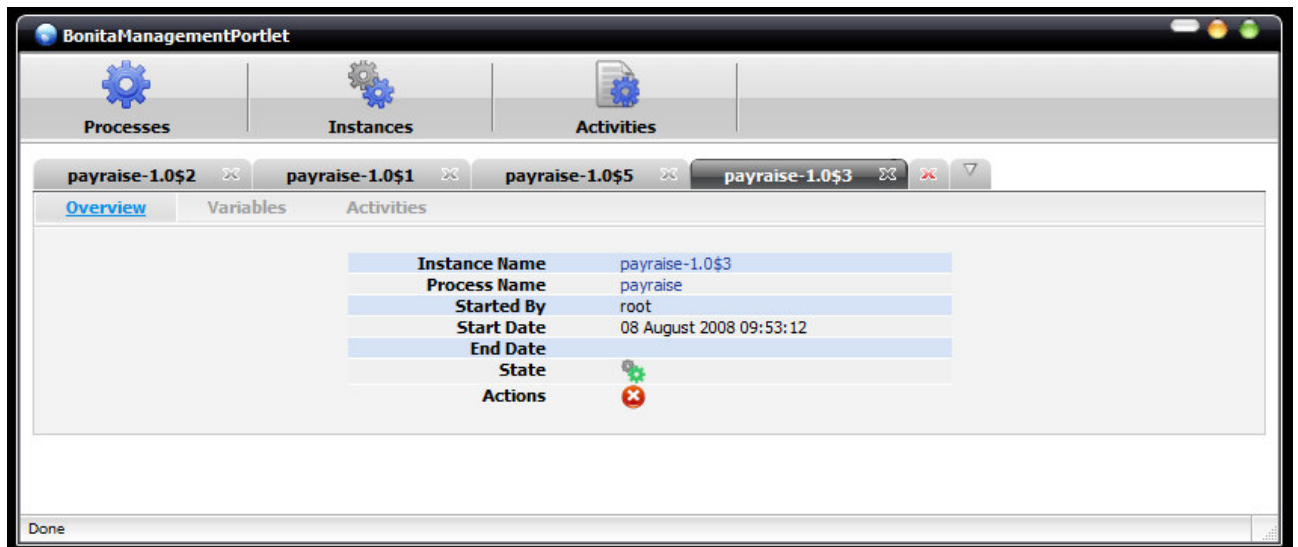 BonitaManagementPortlet
Processes Instances Activities
payraise-1.0$2 payraise-1.0$1 payraise-1.0$5 payraise-1.0$3
Overview Variables Activities
Instance Name payraise-1.0$3
Process Name payraise
Started By root
Start Date 08 August 2008 09:53:12
End Date
State
Actions
Done